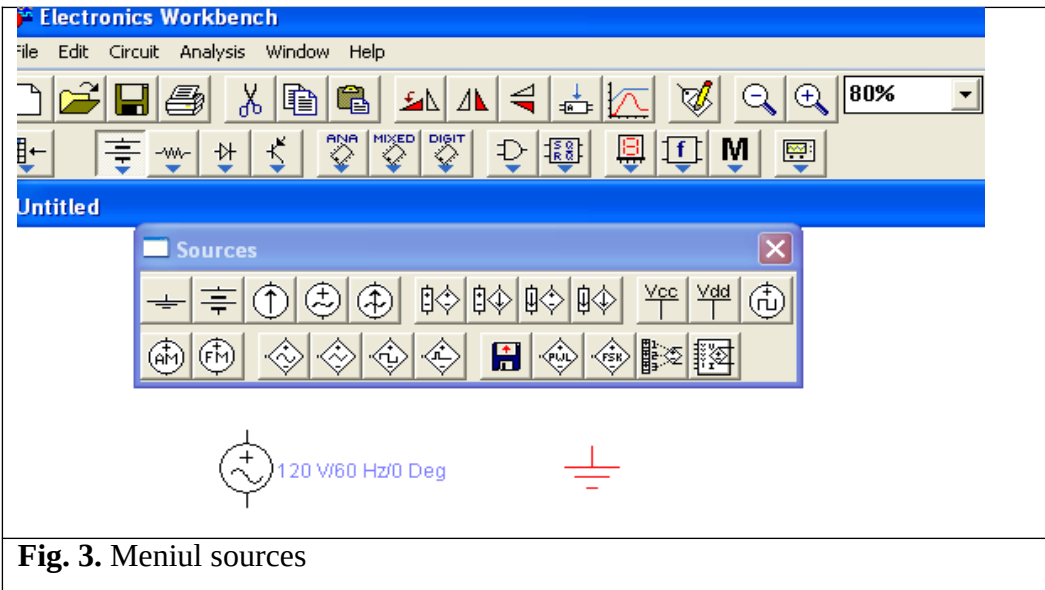 Electronics Workbench
File Edit Circuit Analysis Window Help
80%
ANA MIXED DIGIT
S Q
R Q
f M
Untitled
Sources
Vcc Vdd
AM FM PWL FSK
120 V/60 Hz/0 Deg
Fig. 3. Meniul sources